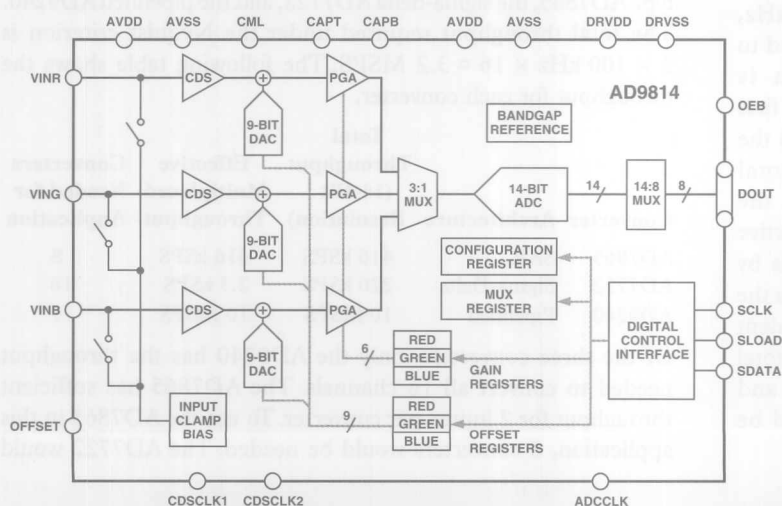 AVDD AVSS CML CAPT CAPB AVDD AVSS DRVDD DRVSS
AD9814
VINR
CDS
+
PGA
9-BIT
DAC
BANDGAP
REFERENCE
OEB
VING
CDS
+
PGA
3:1
MUX
14-BIT
ADC
14
14:8
MUX
8
DOUT
9-BIT
DAC
CONFIGURATION
REGISTER
MUX
REGISTER
VINB
CDS
+
PGA
9-BIT
DAC
6
RED
GREEN
BLUE
GAIN
REGISTERS
DIGITAL
CONTROL
INTERFACE
SCLK
SLOAD
SDATA
OFFSET
INPUT
CLAMP
BIAS
9
RED
GREEN
BLUE
OFFSET
REGISTERS
CDSCLK1 CDSCLK2 ADCCLK